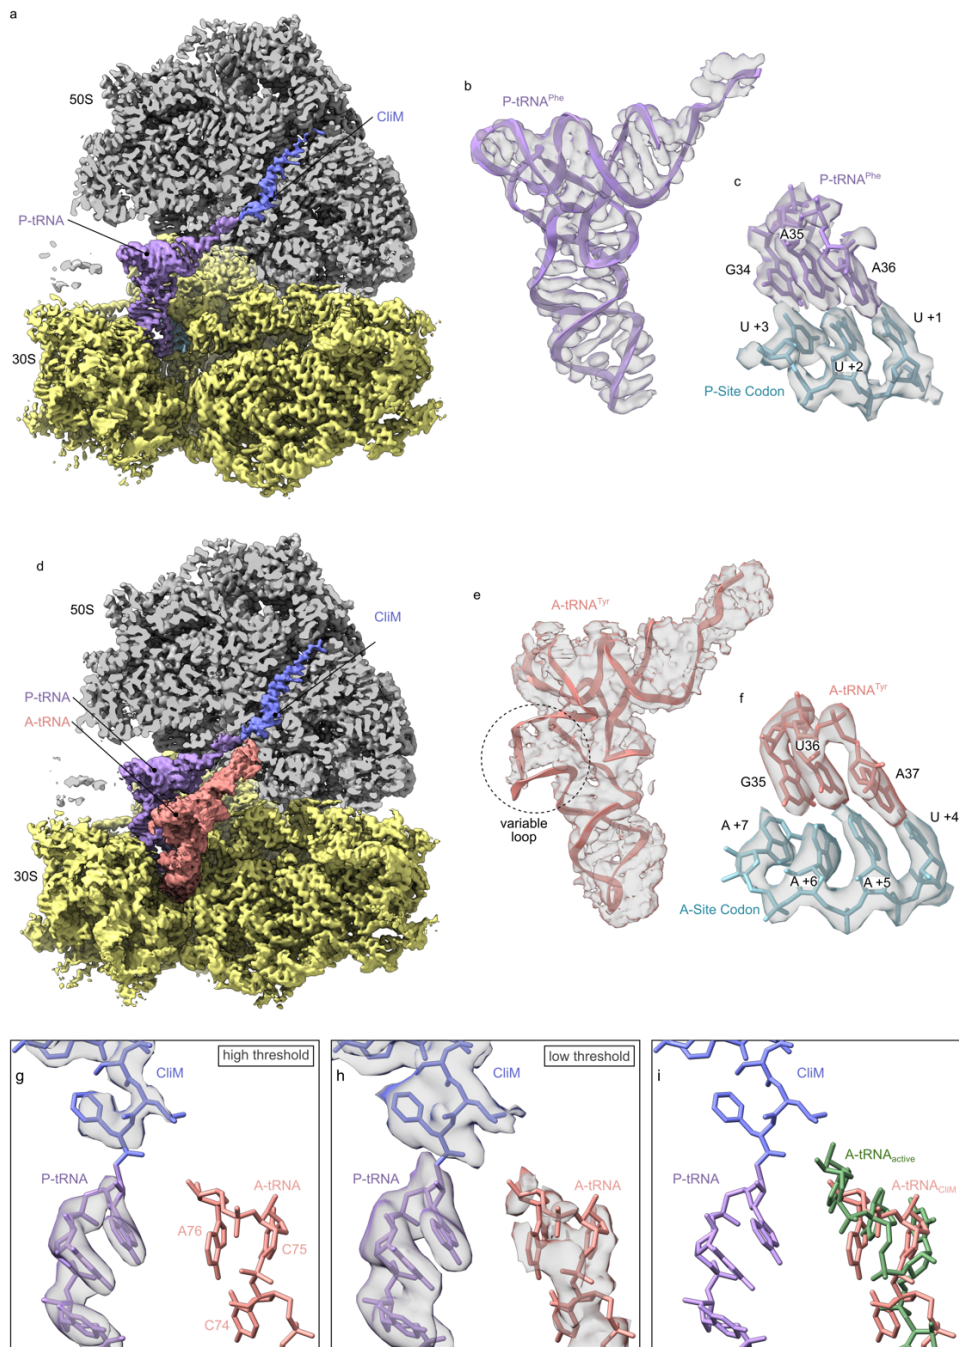 a
50S
CliM
P-tRNA
30S
b
P-tRNAPhe
c
P-tRNAPhe
A35
G34
A36
U +3
U +1
U +2
P-Site Codon
d
50S
CliM
P-tRNA
A-tRNA
30S
e
A-tRNATyr
variable
loop
f
A-tRNATyr
U36
G35
A37
A +7
U +4
A +6
A +5
A-Site Codon
g
high threshold
CliM
P-tRNA
A-tRNA
A76
C75
C74
h
low threshold
CliM
P-tRNA
A-tRNA
i
CliM
A-tRNAactive
P-tRNA
A-tRNACliM